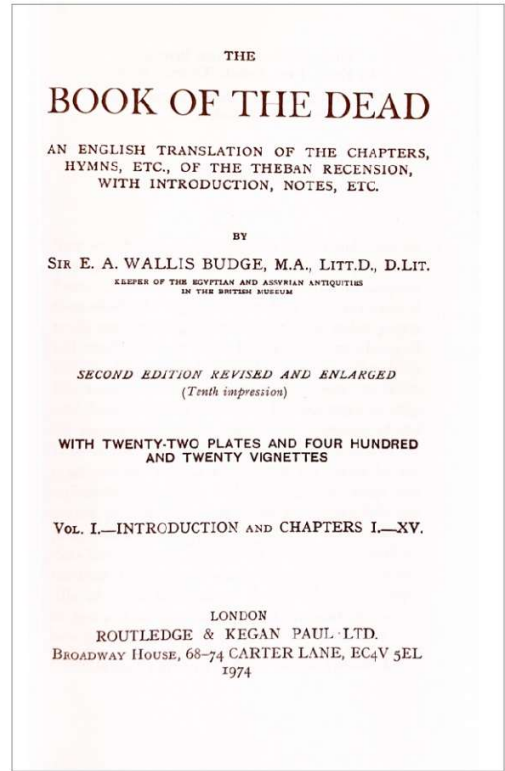 THE
BOOK OF THE DEAD
AN ENGLISH TRANSLATION OF THE CHAPTERS,
HYMNS, ETC., OF THE THEBAN RECENSION,
WITH INTRODUCTION, NOTES, ETC.
BY
SIR E. A. WALLIS BUDGE, M.A., LITT.D., D.LIT.
KEEPER OF THE EGYPTIAN AND ASSYRIAN ANTIQUITIES
IN THE BRITISH MUSEUM
SECOND EDITION REVISED AND ENLARGED
(Tenth impression)
WITH TWENTY-TWO PLATES AND FOUR HUNDRED
AND TWENTY VIGNETTES
VOL. I.—INTRODUCTION AND CHAPTERS I.—XV.
LONDON
ROUTLEDGE & KEGAN PAUL LTD.
BROADWAY HOUSE, 68–74 CARTER LANE, EC4V 5EL
1974